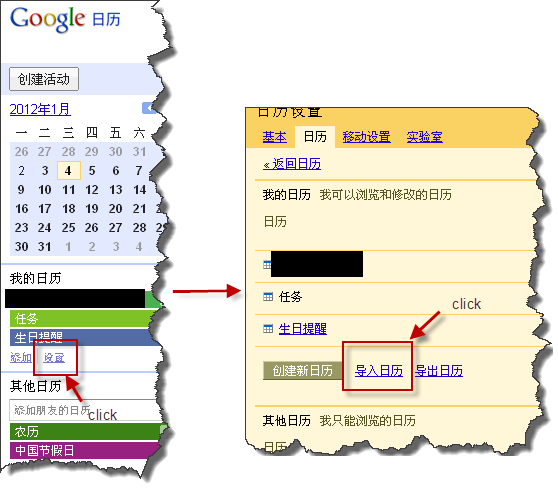 Google 日历
创建活动
2012年1月
一 二 三 四 五 六
26 27 28 29 30 31
2 3 4 5 6 7
9 10 11 12 13 14
16 17 18 19 20 21
23 24 25 26 27 28 29
30 31 1 2 3 4
我的日历
任务
生日提醒
添加 设置
其他日历
添加朋友的日历
click
农历
中国节假日
日历设置
基本 日历 移动设置 实验室
« 返回日历
我的日历 我可以浏览和修改的日历
日历
任务
click
生日提醒
创建新日历 导入日历 导出日历
其他日历 我只能浏览的日历
日历